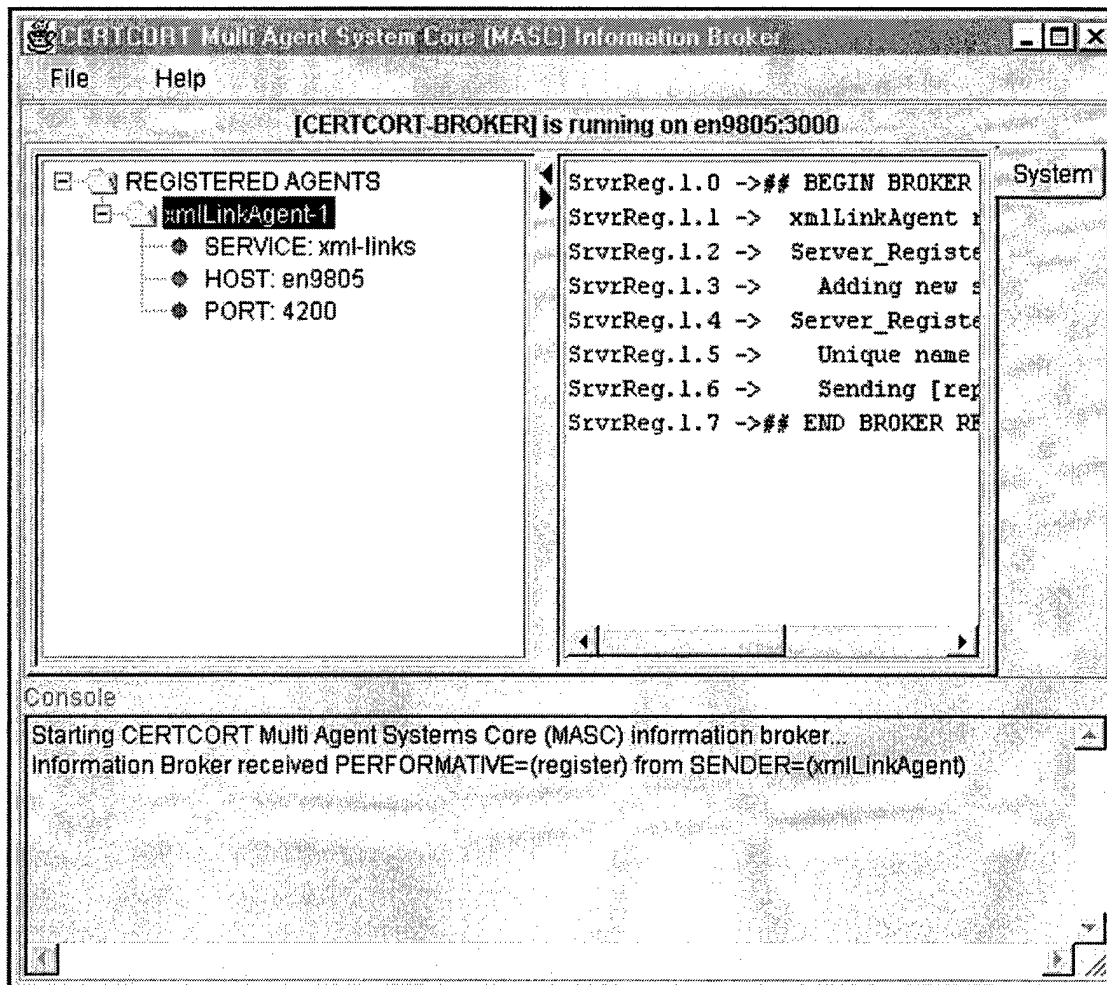 CERTCORT Multi Agent System Core (MASC) Information Broker
File Help
[CERTCORT-BROKER] is running on en9805:3000
REGISTERED AGENTS
xmlLinkAgent-1
SERVICE: xml-links
HOST: en9805
PORT: 4200
SrvrReg.1.0 ->## BEGIN BROKER
SrvrReg.1.1 -> xmlLinkAgent r
SrvrReg.1.2 -> Server_Registe
SrvrReg.1.3 -> Adding new s
SrvrReg.1.4 -> Server_Registe
SrvrReg.1.5 -> Unique name
SrvrReg.1.6 -> Sending [rep
SrvrReg.1.7 ->## END BROKER RE
System
Console
Starting CERTCORT Multi Agent Systems Core (MASC) information broker...
Information Broker received PERFORMATIVE=(register) from SENDER=(xmlLinkAgent)